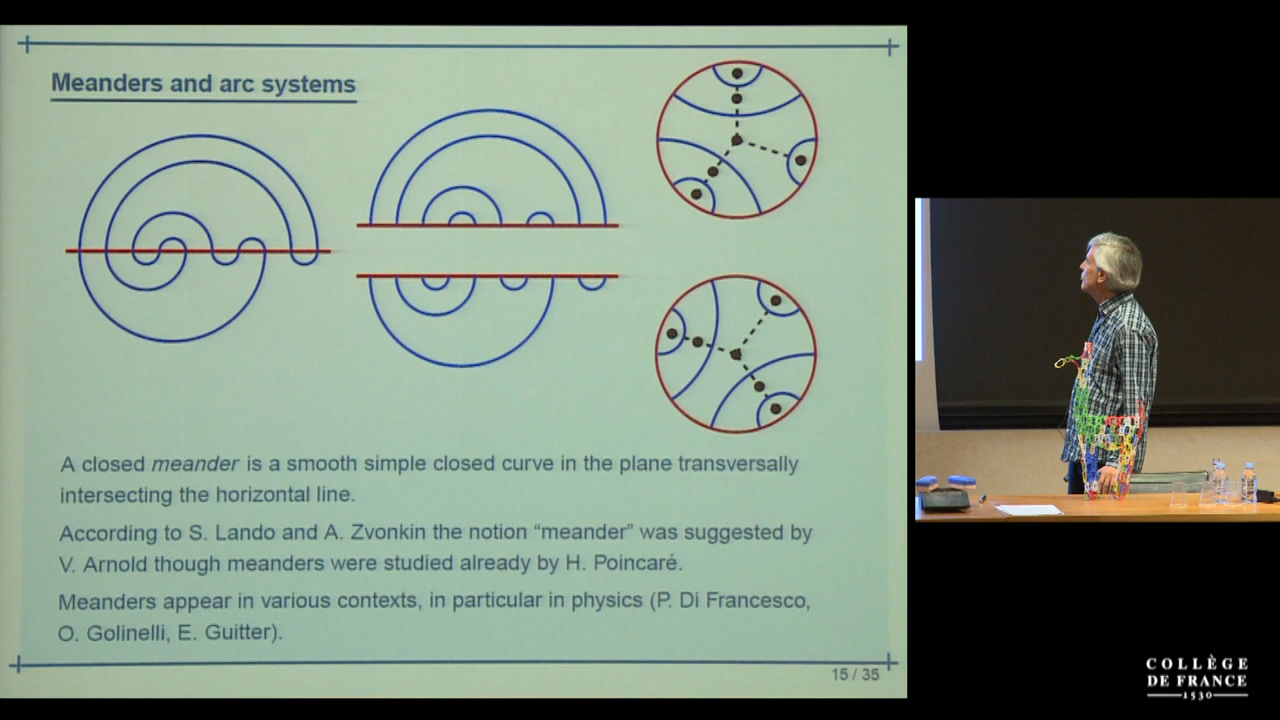 Meanders and arc systems
A closed meander is a smooth simple closed curve in the plane transversally
intersecting the horizontal line.
According to S. Lando and A. Zvonkin the notion “meander” was suggested by
V. Arnold though meanders were studied already by H. Poincaré.
Meanders appear in various contexts, in particular in physics (P. Di Francesco,
O. Golinelli, E. Guitter).
15 / 35
COLLÈGE
DE FRANCE
1530